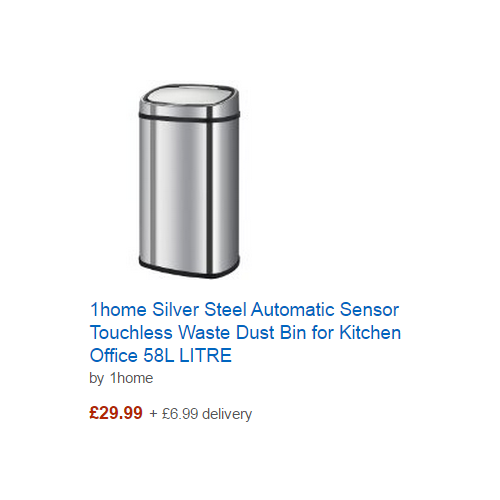 1home Silver Steel Automatic Sensor
Touchless Waste Dust Bin for Kitchen
Office 58L LITRE
by 1home
£29.99 + £6.99 delivery